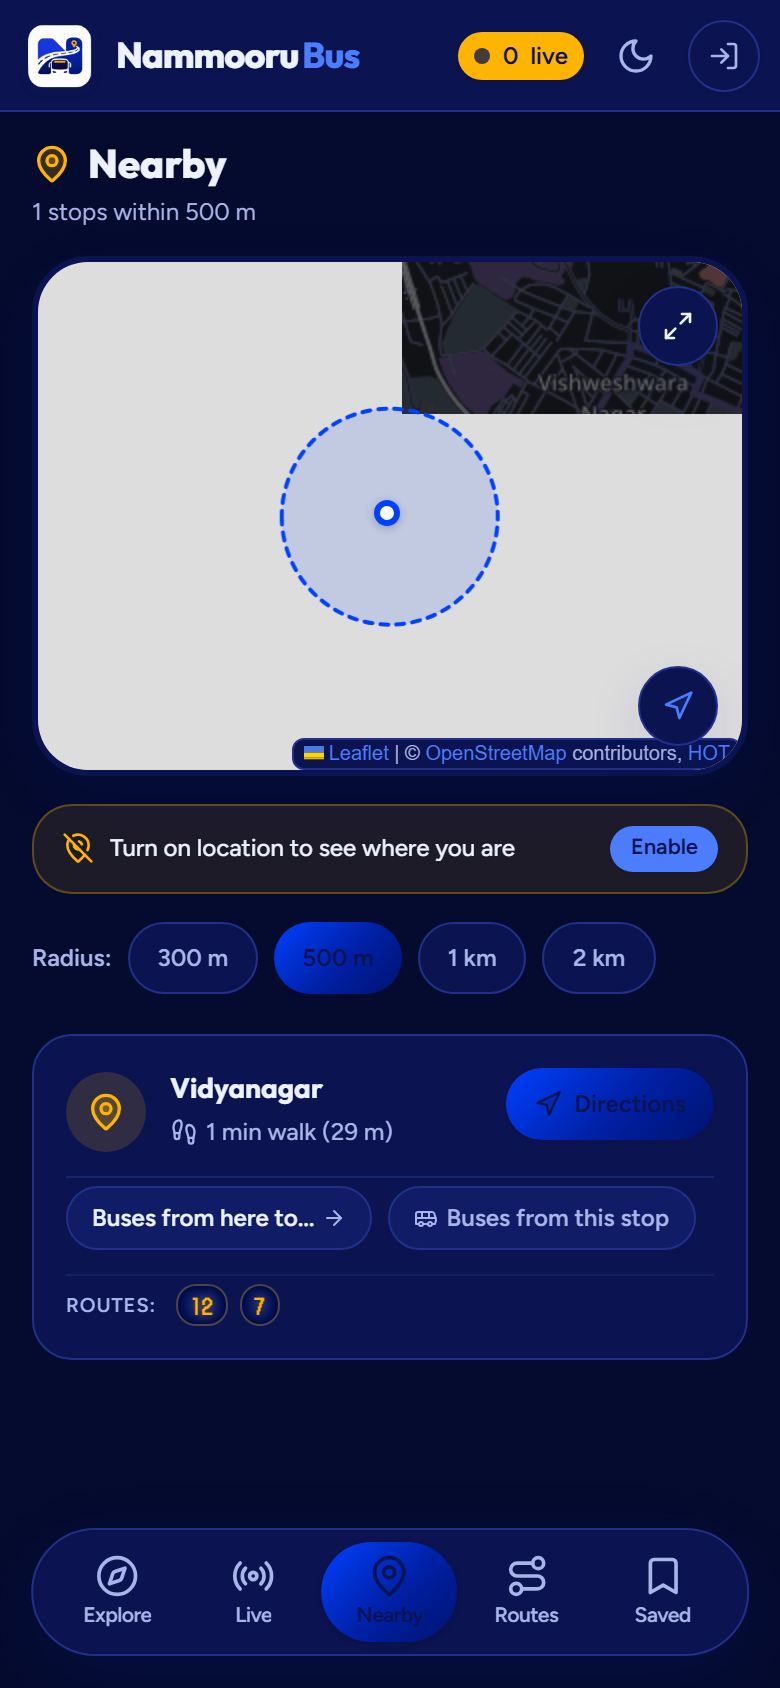 Nammooru Bus
0 live
Nearby
1 stops within 500 m
Vishweshwara
Nagar
Leaflet | © OpenStreetMap contributors, HOT
Turn on location to see where you are
Enable
Radius:
300 m
500 m
1 km
2 km
Vidyanagar
1 min walk (29 m)
Directions
Buses from here to... →
Buses from this stop
ROUTES:
12
7
Explore
Live
Nearby
Routes
Saved